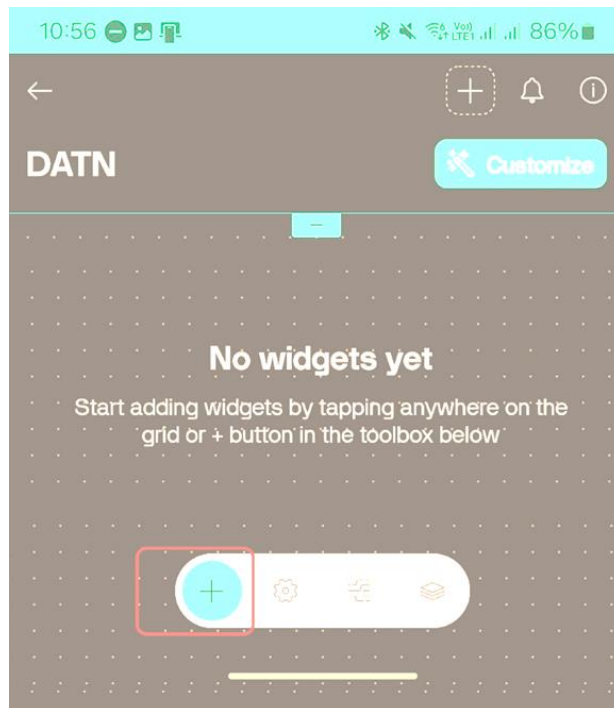 10:56 86%
DATN
Customize
No widgets yet
Start adding widgets by tapping anywhere on the
grid or + button in the toolbox below